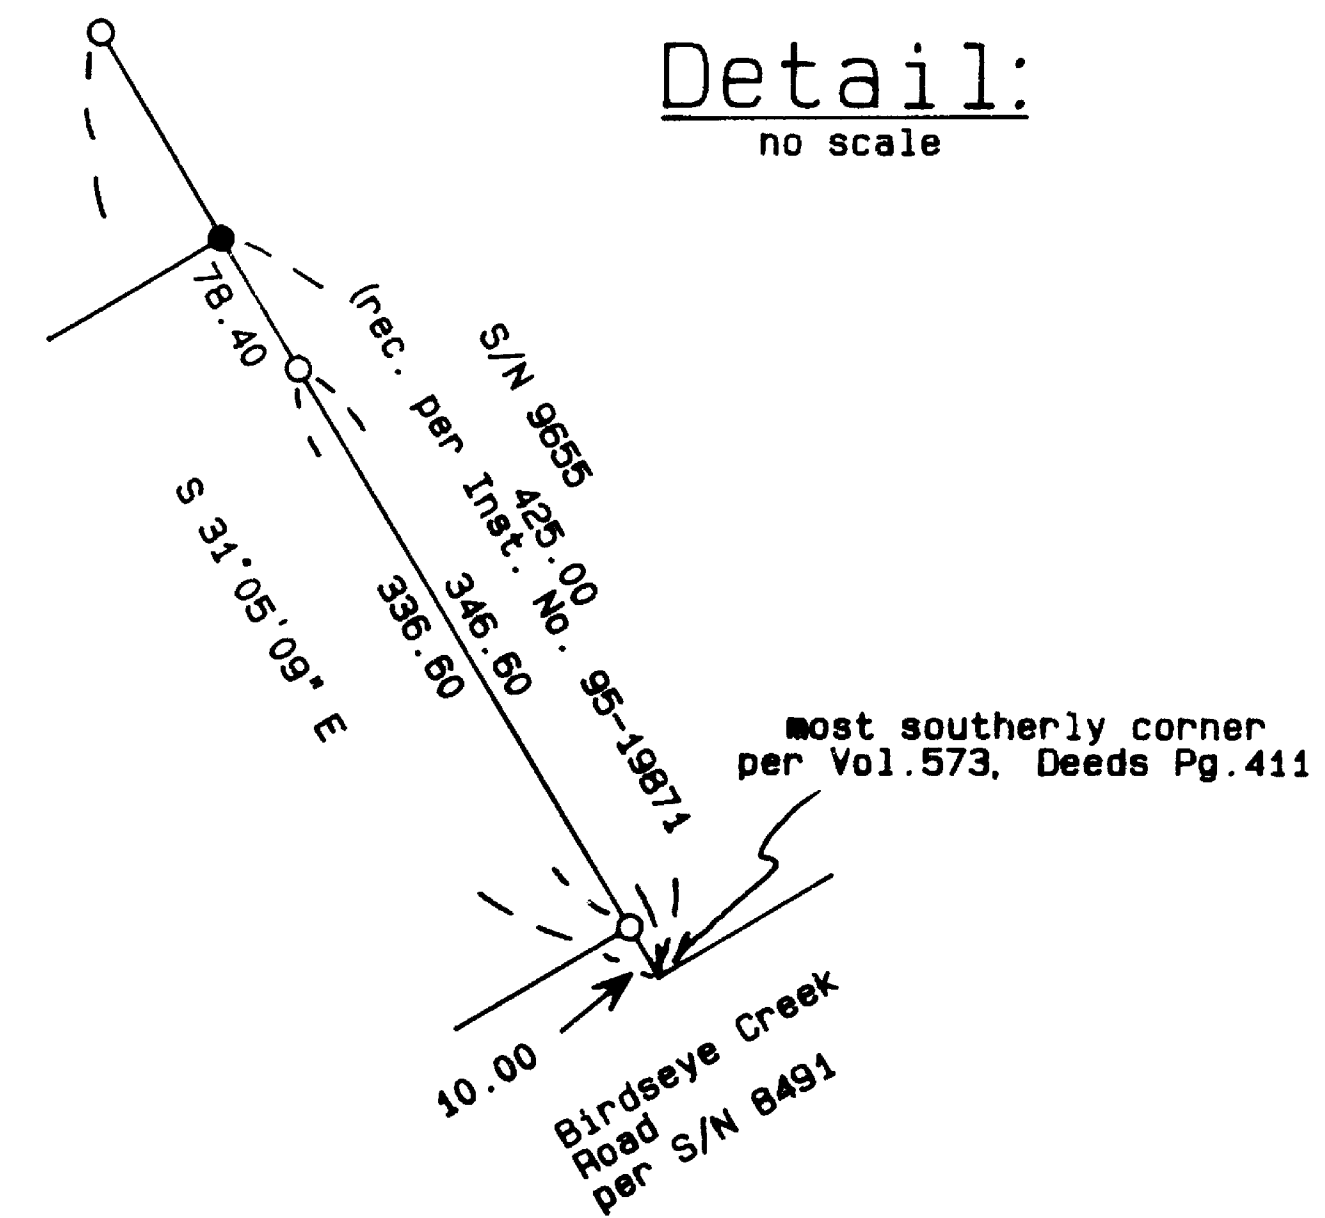 Detail:
no scale
78.40
(rec. per Inst. No. 95-19871
S/N 9655
425.00
S 31°05'09" E
336.60
346.60
most southerly corner
per Vol.573, Deeds Pg.411
10.00
Birdseye Creek
Road
per S/N 8491